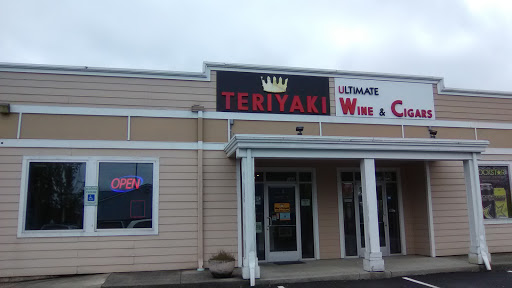 TERIYAKI
ULTIMATE
WINE & CIGARS
OPEN